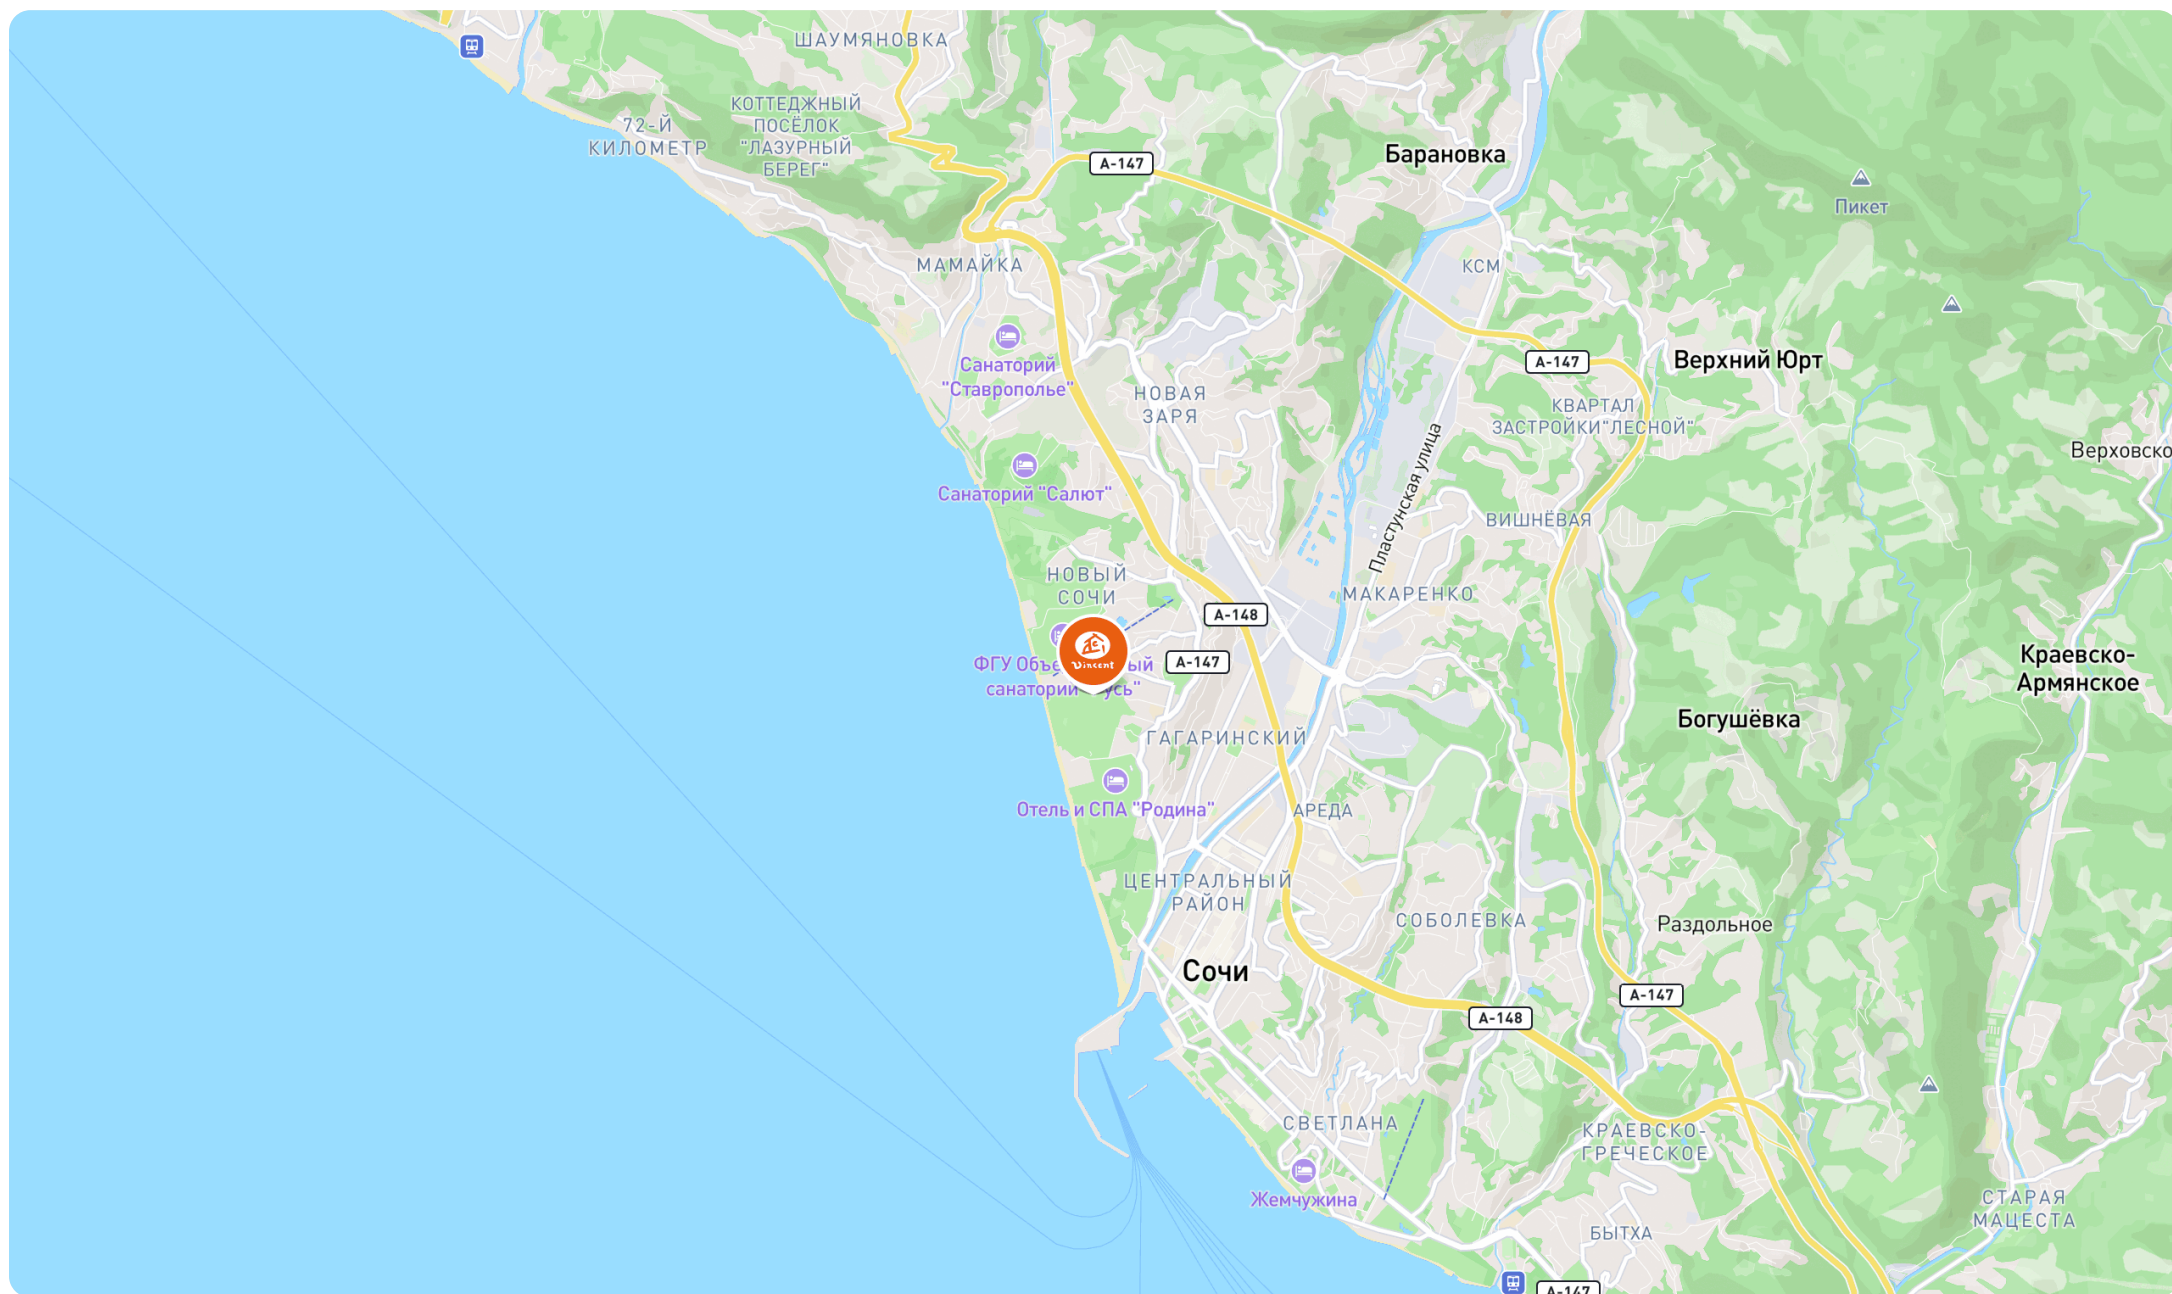 ШАУМЯНОВКА
КОТТЕДЖНЫЙ
ПОСЁЛОК
"ЛАЗУРНЫЙ
БЕРЕГ"
72-Й
КИЛОМЕТР
А-147
Барановка
Пикет
МАМАЙКА
КСМ
Санаторий
"Ставрополье"
А-147
Верхний Юрт
НОВАЯ
ЗАРЯ
КВАРТАЛ
ЗАСТРОЙКИ"ЛЕСНОЙ"
Верховско
Пластунская улица
Санаторий "Салют"
ВИШНЁВАЯ
НОВЫЙ
СОЧИ
МАКАРЕНКО
А-148
Vincent
А-147
ФГУ
санаторий
Краевско-
Армянское
Богушёвка
ГАГАРИНСКИЙ
Отель и СПА "Родина"
АРЕДА
ЦЕНТРАЛЬНЫЙ
РАЙОН
СОБОЛЕВКА
Раздольное
Сочи
А-147
А-148
СВЕТЛАНА
КРАЕВСКО-
ГРЕЧЕСКОЕ
Жемчужина
СТАРАЯ
МАЦЕСТА
БЫТХА
А-147